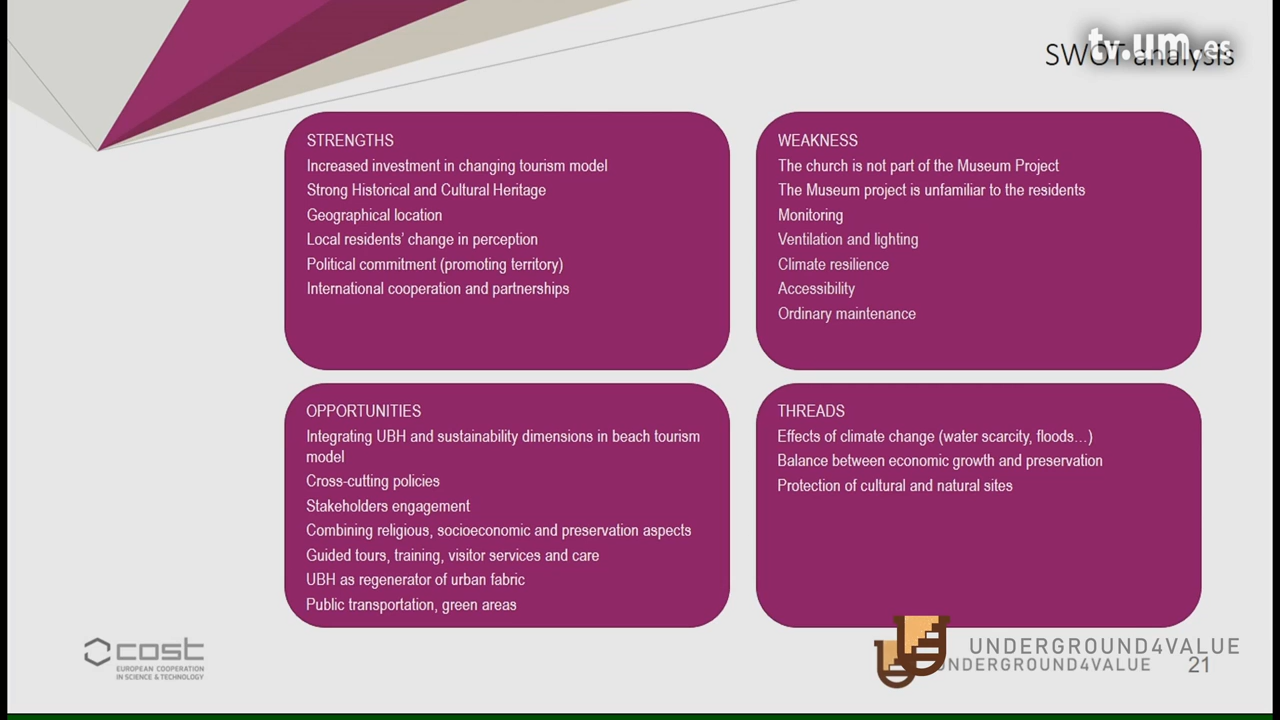 tv.um.es
SWOT analysis
STRENGTHS
Increased investment in changing tourism model
Strong Historical and Cultural Heritage
Geographical location
Local residents' change in perception
Political commitment (promoting territory)
International cooperation and partnerships
WEAKNESS
The church is not part of the Museum Project
The Museum project is unfamiliar to the residents
Monitoring
Ventilation and lighting
Climate resilience
Accessibility
Ordinary maintenance
OPPORTUNITIES
Integrating UBH and sustainability dimensions in beach tourism
model
Cross-cutting policies
Stakeholders engagement
Combining religious, socioeconomic and preservation aspects
Guided tours, training, visitor services and care
UBH as regenerator of urban fabric
Public transportation, green areas
THREADS
Effects of climate change (water scarcity, floods...)
Balance between economic growth and preservation
Protection of cultural and natural sites
cost
EUROPEAN COOPERATION
IN SCIENCE & TECHNOLOGY
UNDERGROUND4VALUE
UNDERGROUND4VALUE
21